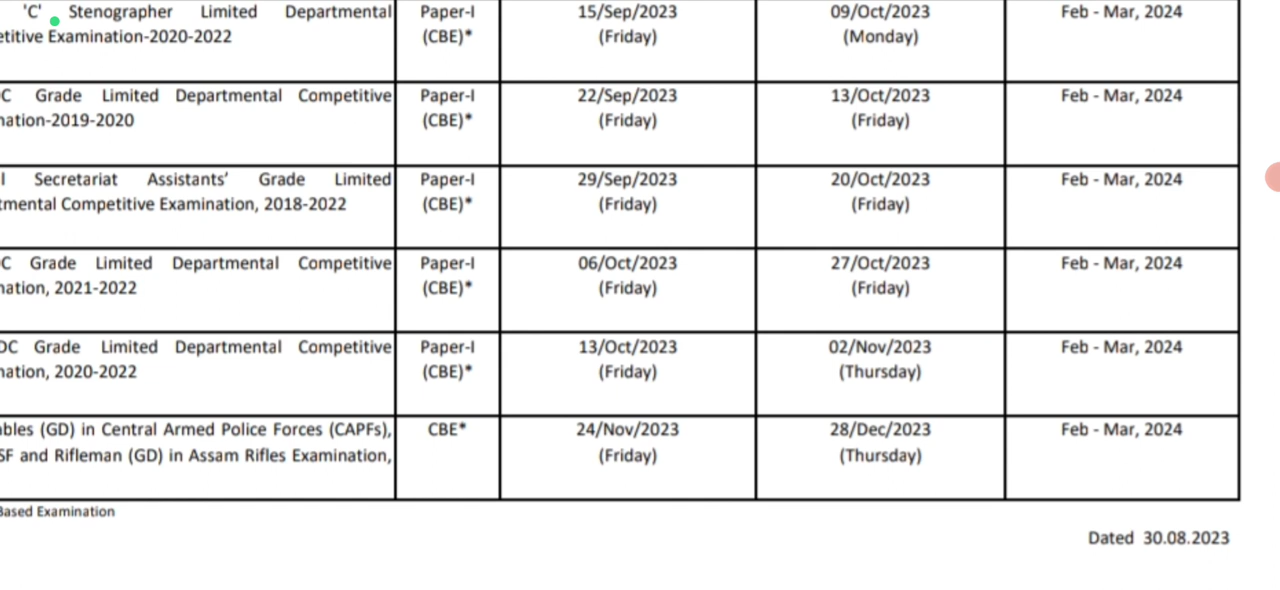 'C' Stenographer Limited Departmental Paper-I 15/Sep/2023 09/Oct/2023 Feb - Mar, 2024
etitive Examination-2020-2022 (CBE)* (Friday) (Monday)
C Grade Limited Departmental Competitive Paper-I 22/Sep/2023 13/Oct/2023 Feb - Mar, 2024
nation-2019-2020 (CBE)* (Friday) (Friday)
l Secretariat Assistants' Grade Limited Paper-I 29/Sep/2023 20/Oct/2023 Feb - Mar, 2024
tmental Competitive Examination, 2018-2022 (CBE)* (Friday) (Friday)
C Grade Limited Departmental Competitive Paper-I 06/Oct/2023 27/Oct/2023 Feb - Mar, 2024
nation, 2021-2022 (CBE)* (Friday) (Friday)
DC Grade Limited Departmental Competitive Paper-I 13/Oct/2023 02/Nov/2023 Feb - Mar, 2024
nation, 2020-2022 (CBE)* (Friday) (Thursday)
ables (GD) in Central Armed Police Forces (CAPFs), CBE* 24/Nov/2023 28/Dec/2023 Feb - Mar, 2024
SF and Rifleman (GD) in Assam Rifles Examination, (Friday) (Thursday)
Based Examination
Dated 30.08.2023